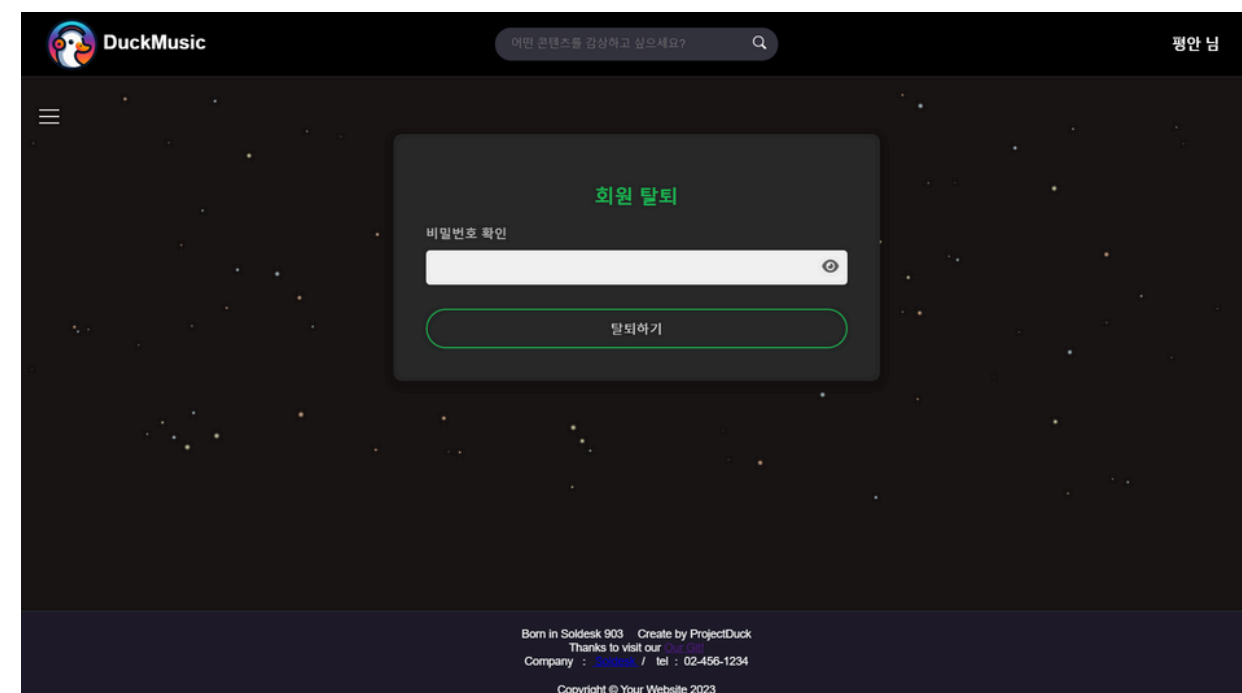 DuckMusic
어떤 콘텐츠를 감상하고 싶으세요?
평안 님
회원 탈퇴
비밀번호 확인
탈퇴하기
Born in Soldesk 903 Create by ProjectDuck
Thanks to visit our Our Git!
Company : / tel : 02-456-1234
Copyright © Your Website 2023